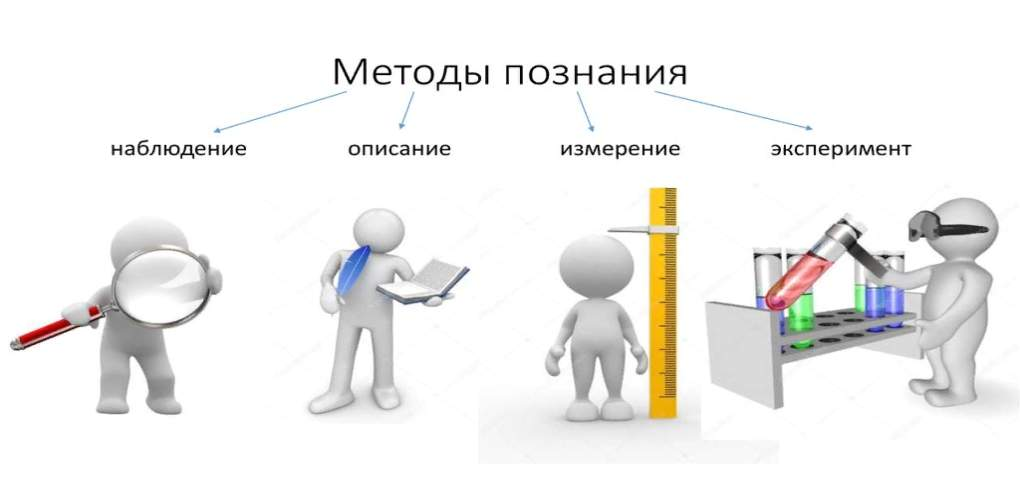 Методы познания
наблюдение
описание
измерение
эксперимент